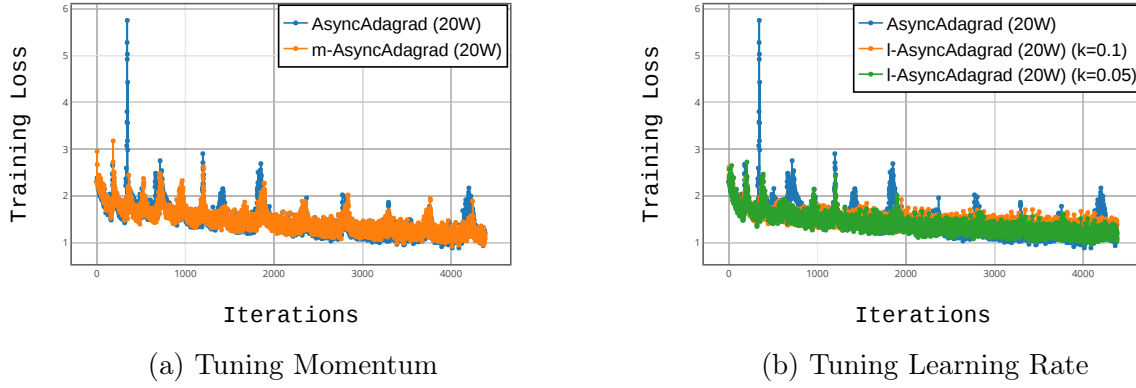 AsyncAdagrad (20W)
m-AsyncAdagrad (20W)
Training Loss
6
5
4
3
2
1
0
1000
2000
3000
4000
Iterations
(a) Tuning Momentum
AsyncAdagrad (20W)
l-AsyncAdagrad (20W) (k=0.1)
l-AsyncAdagrad (20W) (k=0.05)
Training Loss
6
5
4
3
2
1
0
1000
2000
3000
4000
Iterations
(b) Tuning Learning Rate